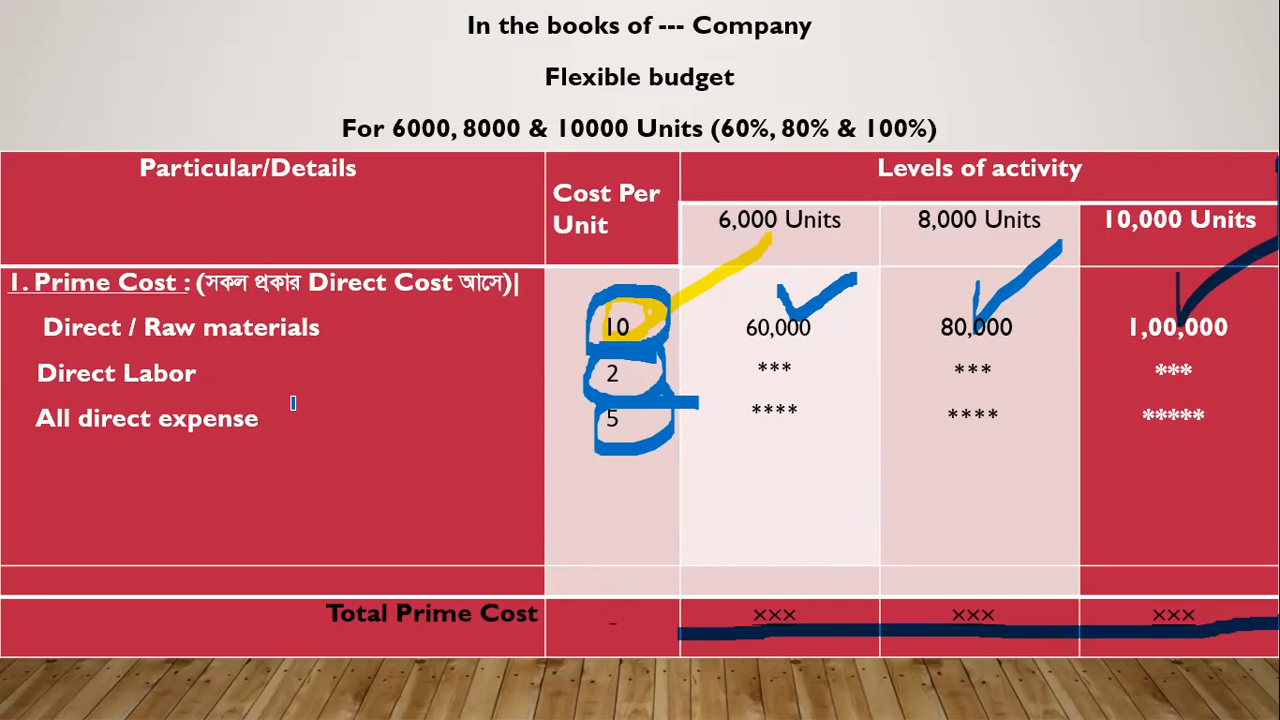 In the books of --- Company
Flexible budget
For 6000, 8000 & 10000 Units (60%, 80% & 100%)
Particular/Details
Cost Per Unit
Levels of activity
6,000 Units 8,000 Units 10,000 Units
1. Prime Cost : (সকল প্রকার Direct Cost আসে)|
Direct / Raw materials 10 60,000 80,000 1,00,000
Direct Labor 2 *** *** ***
All direct expense 5 **** **** *****
Total Prime Cost - ××× ××× ×××